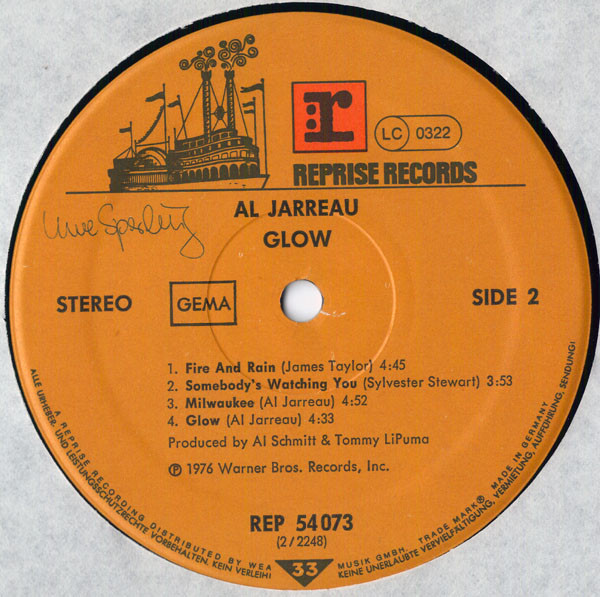 r
LC 0322
REPRISE RECORDS
AL JARREAU
GLOW
STEREO
GEMA
SIDE 2
1. Fire And Rain (James Taylor) 4:45
2. Somebody's Watching You (Sylvester Stewart) 3:53
3. Milwaukee (Al Jarreau) 4:52
4. Glow (Al Jarreau) 4:33
Produced by Al Schmitt & Tommy LiPuma
℗ 1976 Warner Bros. Records, Inc.
REP 54 073
(2/2248)
33
A REPRISE RECORDING DISTRIBUTED BY WEA MUSIK GMBH. TRADE MARK® MADE IN GERMANY
ALLE URHEBER- UND LEISTUNGSSCHUTZRECHTE VORBEHALTEN. KEIN VERLEIH! KEINE UNERLAUBTE VERVIELFÄLTIGUNG, VERMIETUNG, AUFFÜHRUNG, SENDUNG!